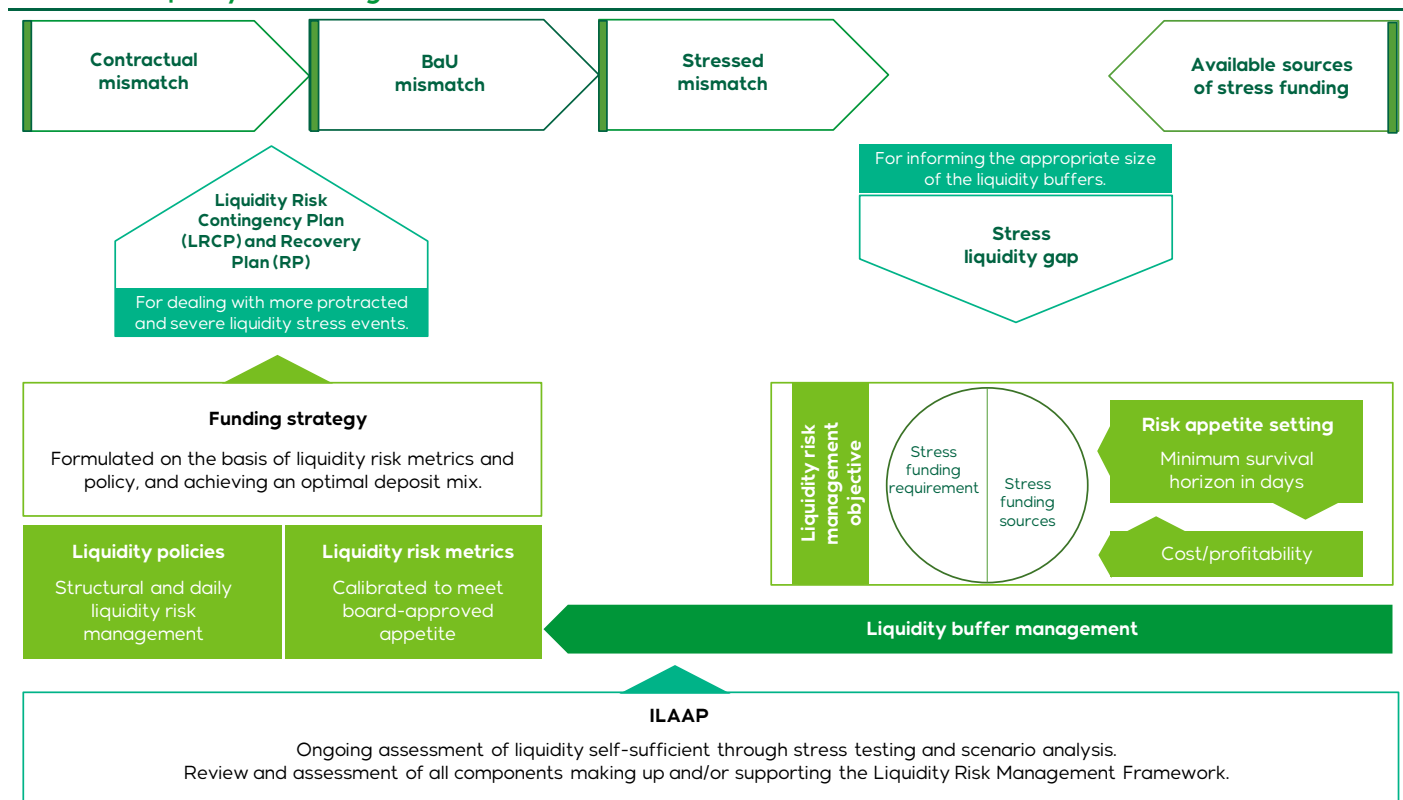 Contractual
mismatch
BaU
mismatch
Stressed
mismatch
Available sources
of stress funding
For informing the appropriate size
of the liquidity buffers.
Stress
liquidity gap
Liquidity Risk
Contingency Plan
(LRCP) and Recovery
Plan (RP)
For dealing with more protracted
and severe liquidity stress events.
Funding strategy
Formulated on the basis of liquidity risk metrics and
policy, and achieving an optimal deposit mix.
Liquidity policies
Structural and daily
liquidity risk
management
Liquidity risk metrics
Calibrated to meet
board-approved
appetite
Liquidity risk
management
objective
Stress
funding
requirement
Stress
funding
sources
Risk appetite setting
Minimum survival
horizon in days
Cost/profitability
Liquidity buffer management
ILAAP
Ongoing assessment of liquidity self-sufficient through stress testing and scenario analysis.
Review and assessment of all components making up and/or supporting the Liquidity Risk Management Framework.